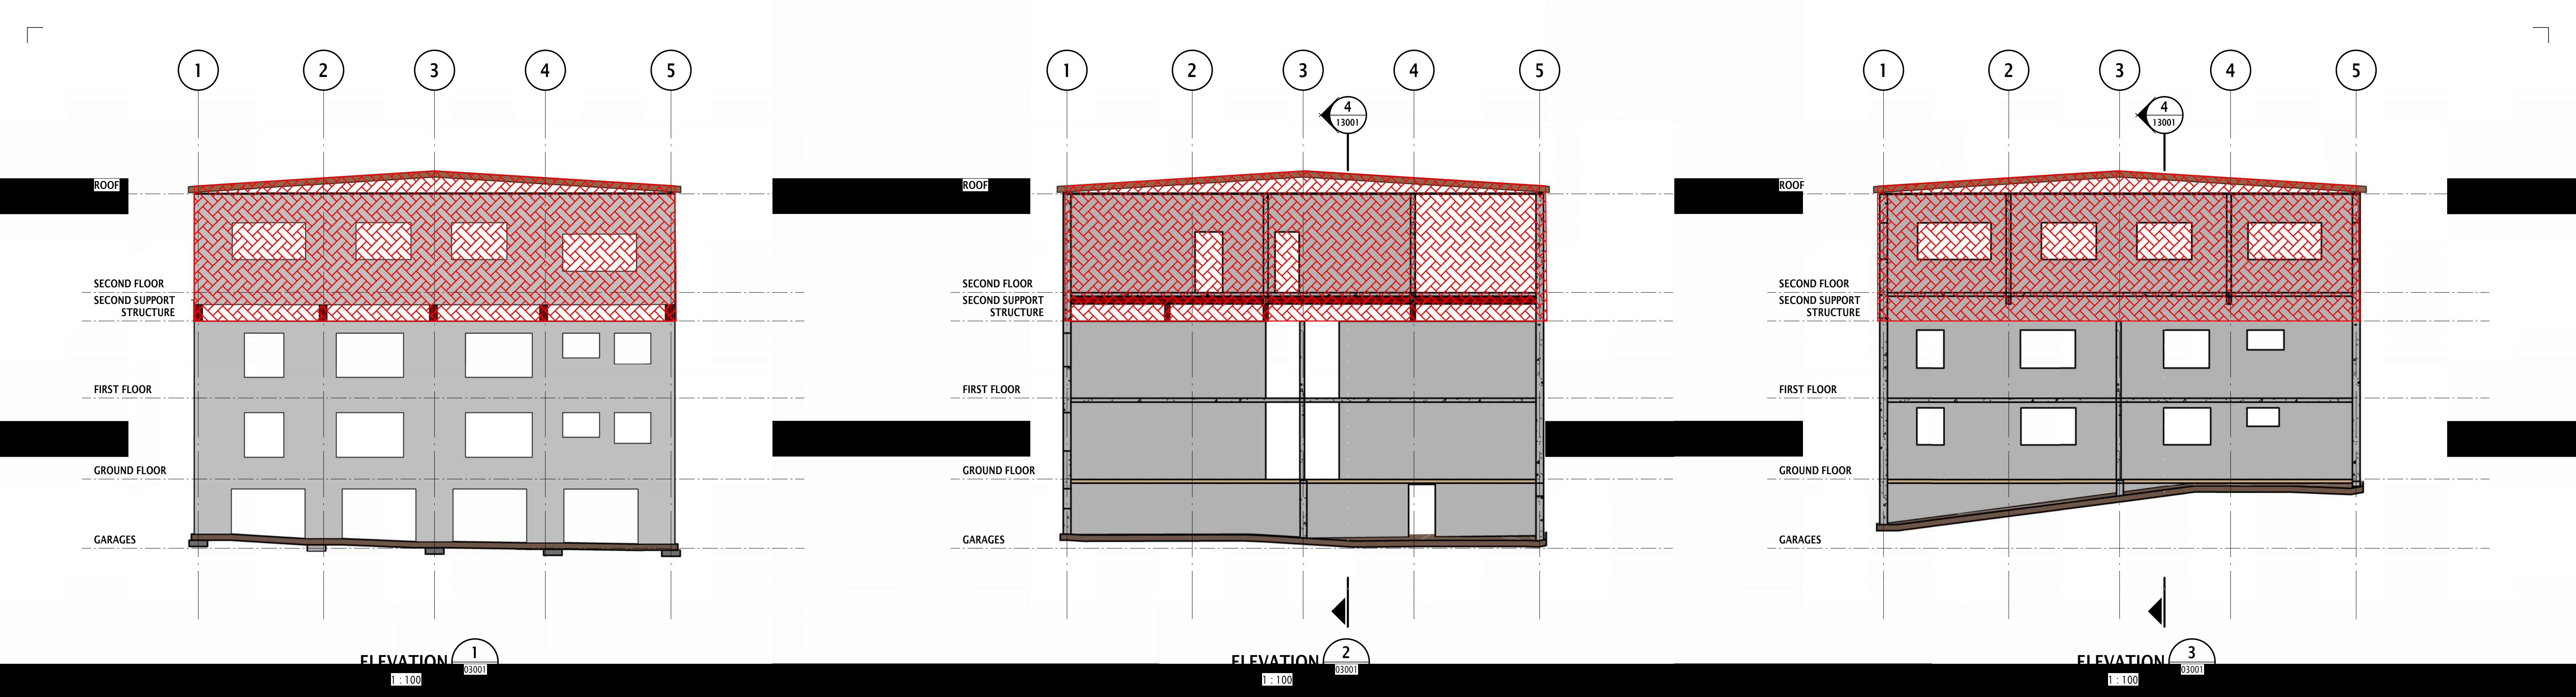 1 2 3 4 5
1 2 3 4 5
1 2 3 4 5
4
13001
4
13001
ROOF
SECOND FLOOR
SECOND SUPPORT
STRUCTURE
FIRST FLOOR
GROUND FLOOR
GARAGES
ROOF
SECOND FLOOR
SECOND SUPPORT
STRUCTURE
FIRST FLOOR
GROUND FLOOR
GARAGES
ROOF
SECOND FLOOR
SECOND SUPPORT
STRUCTURE
FIRST FLOOR
GROUND FLOOR
GARAGES
ELEVATION 1
03001
1 : 100
ELEVATION 2
03001
1 : 100
ELEVATION 3
03001
1 : 100